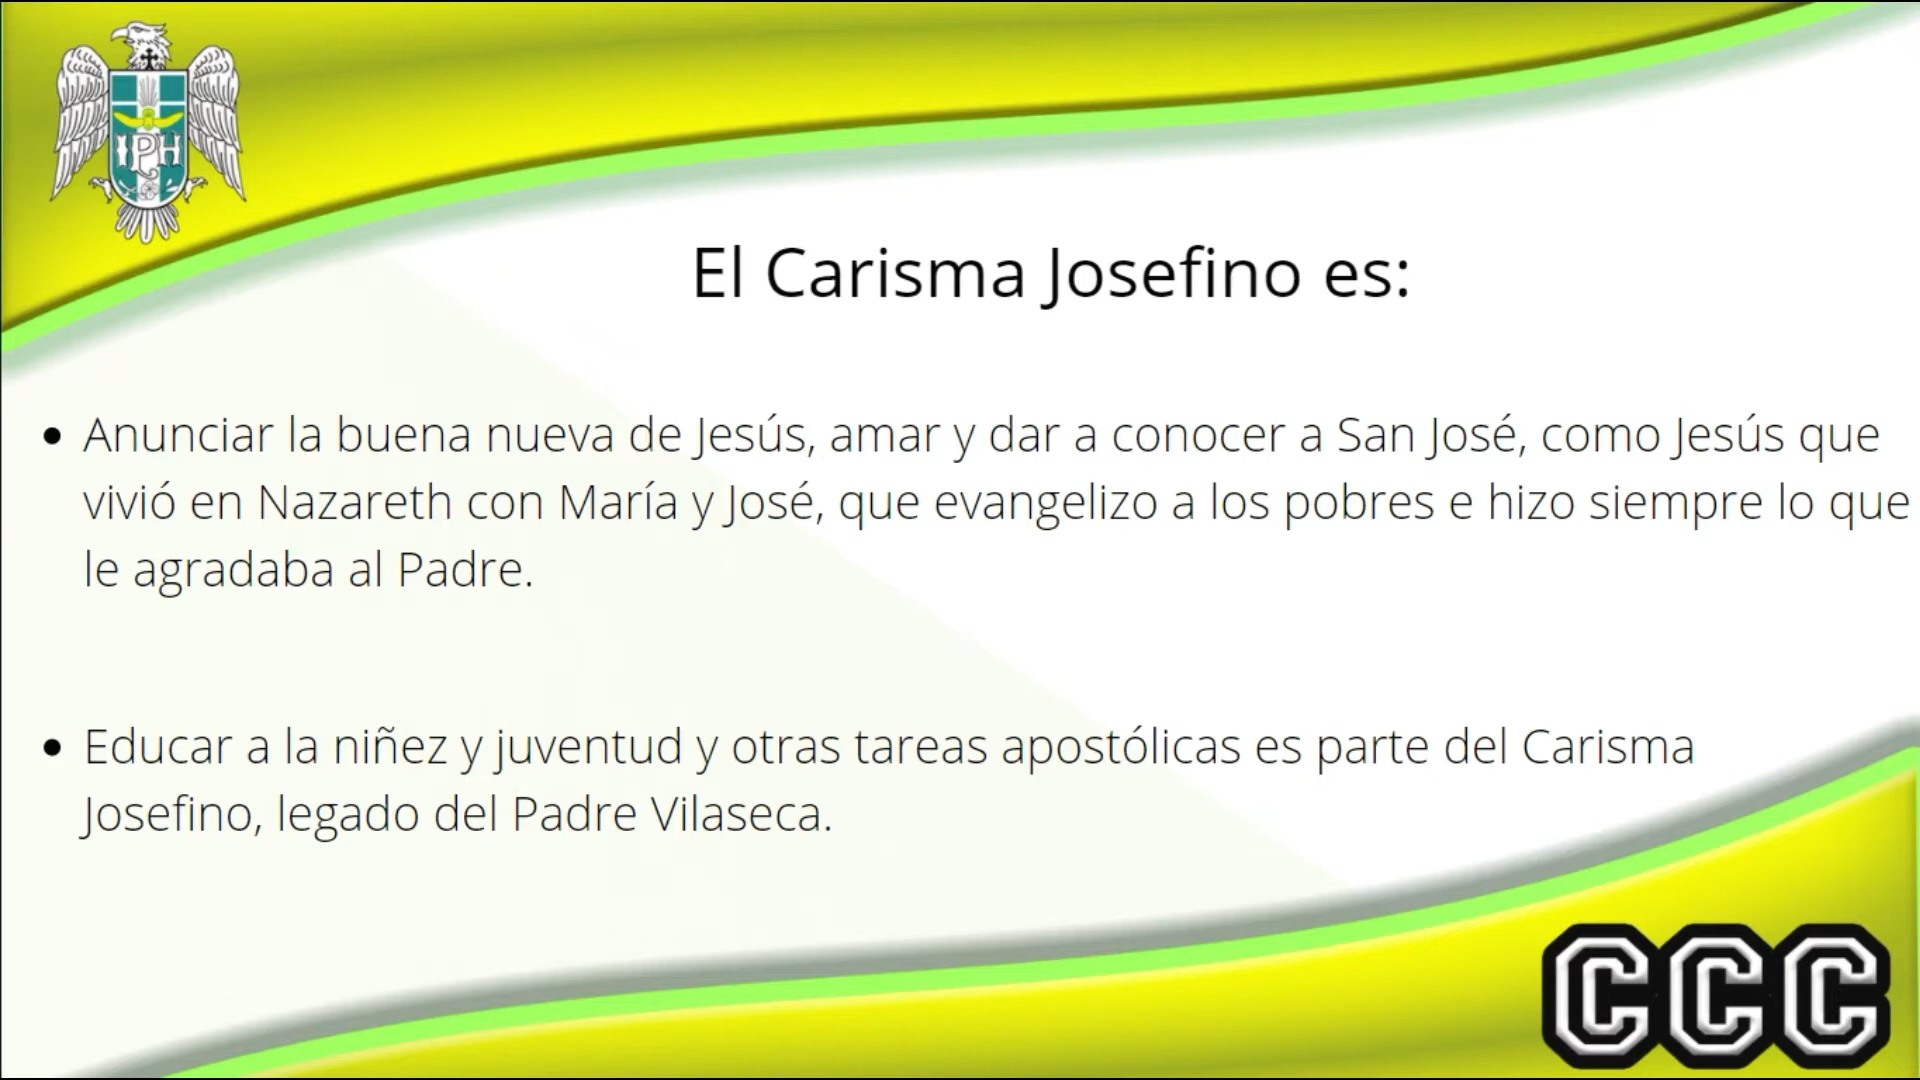 IPH
El Carisma Josefino es:
• Anunciar la buena nueva de Jesús, amar y dar a conocer a San José, como Jesús que
vivió en Nazareth con María y José, que evangelizo a los pobres e hizo siempre lo que
le agradaba al Padre.
• Educar a la niñez y juventud y otras tareas apostólicas es parte del Carisma
Josefino, legado del Padre Vilaseca.
CCC